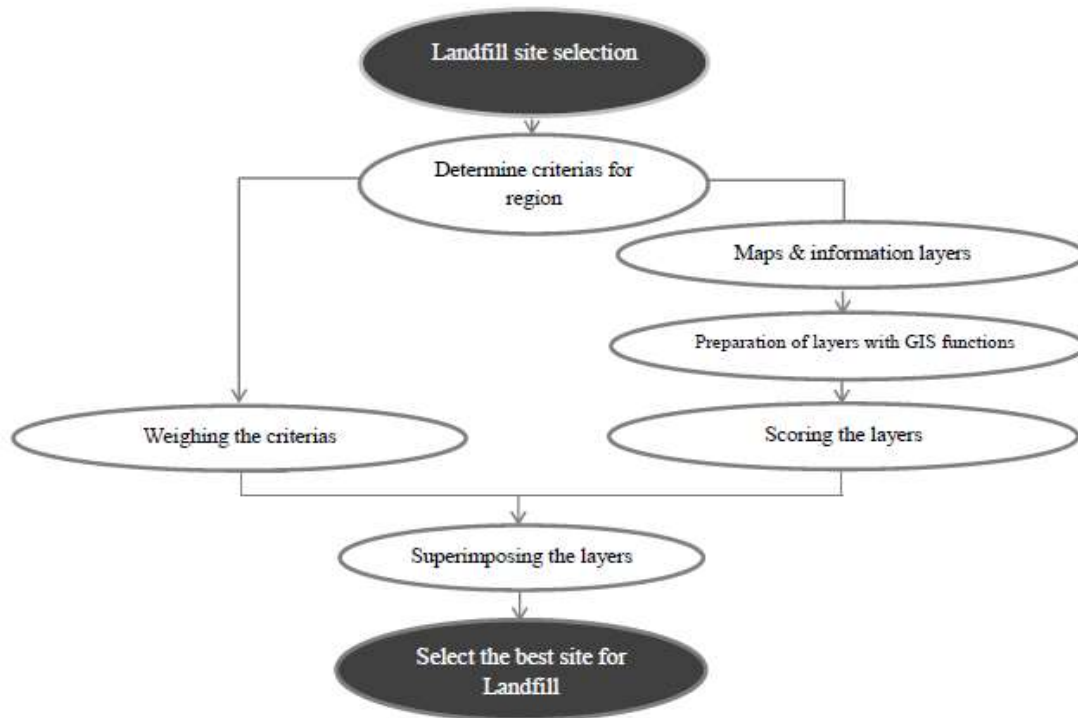 Landfill site selection
Determine criterias for
region
Maps & information layers
Preparation of layers with GIS functions
Weighing the criterias
Scoring the layers
Superimposing the layers
Select the best site for
Landfill